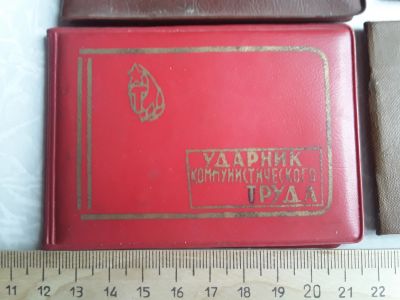 УДАРНИК
КОММУНИСТИЧЕСКОГО
ТРУДА
11 12 13 14 15 16 17 18 19 20 21 22